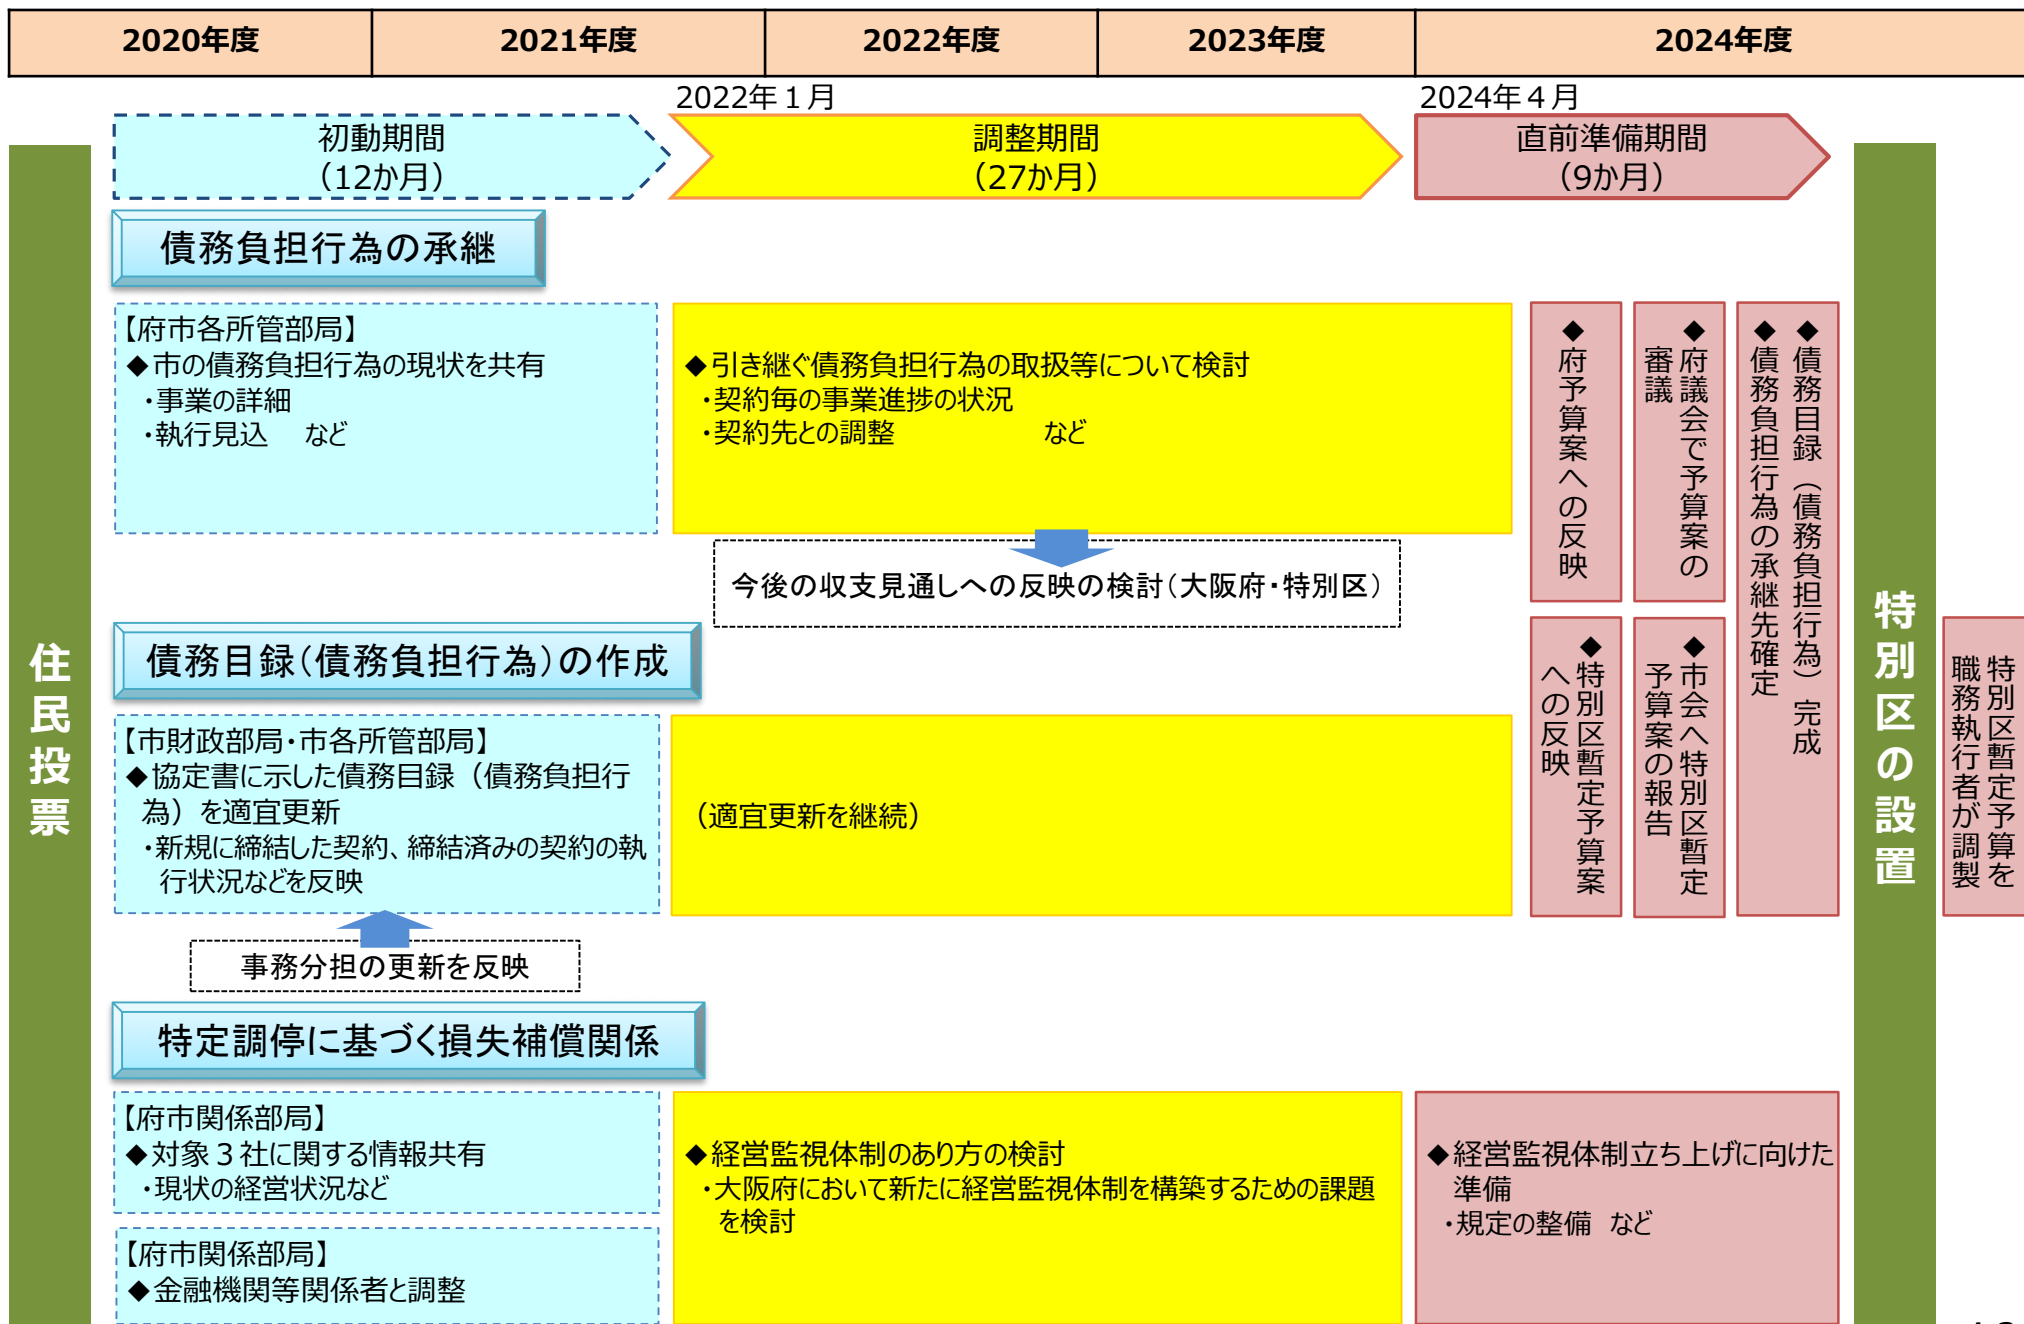 2020年度
2021年度
2022年度
2023年度
2024年度
2022年1月
2024年4月
初動期間
(12か月)
調整期間
(27か月)
直前準備期間
(9か月)
住民投票
債務負担行為の承継
【府市各所管部局】
◆市の債務負担行為の現状を共有
・事業の詳細
・執行見込 など
◆引き継ぐ債務負担行為の取扱等について検討
・契約毎の事業進捗の状況
・契約先との調整 など
今後の収支見通しへの反映の検討(大阪府・特別区)
◆府予算案への反映
◆府議会で予算案の
審議
◆債務目録(債務負担行為)完成
◆債務負担行為の承継先確定
債務目録(債務負担行為)の作成
【市財政部局・市各所管部局】
◆協定書に示した債務目録(債務負担行
為)を適宜更新
・新規に締結した契約、締結済みの契約の執
行状況などを反映
(適宜更新を継続)
◆特別区暫定予算案
への反映
◆市会へ特別区暫定
予算案の報告
事務分担の更新を反映
特定調停に基づく損失補償関係
【府市関係部局】
◆対象3社に関する情報共有
・現状の経営状況など
【府市関係部局】
◆金融機関等関係者と調整
◆経営監視体制のあり方の検討
・大阪府において新たに経営監視体制を構築するための課題
を検討
◆経営監視体制立ち上げに向けた
準備
・規定の整備 など
特別区の設置
特別区暫定予算を
職務執行者が調製